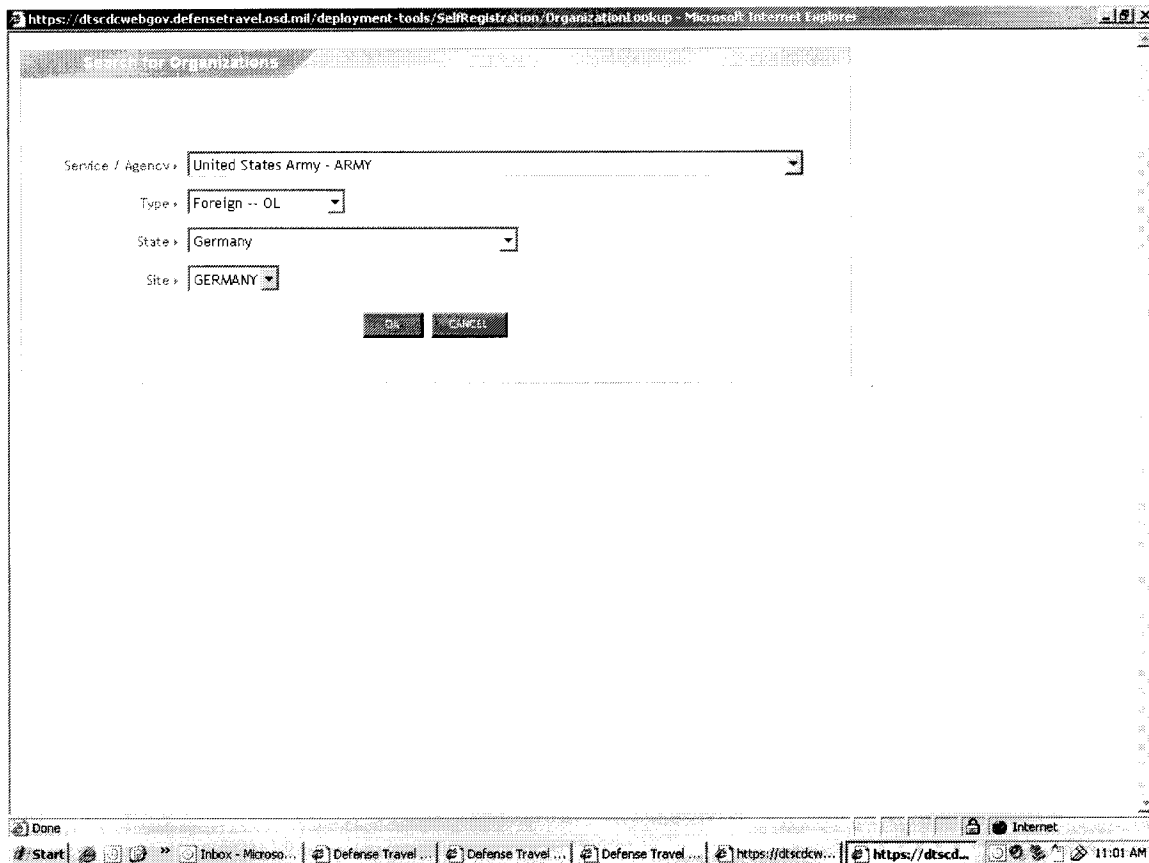 https://dtsrdcwebgov.defensetravel.osd.mil/deployment-tools/SelfRegistration/OrganizationLookup - Microsoft Internet Explorer
Search for Organizations
Service / Agency United States Army - ARMY
Type Foreign -- OL
State Germany
Site GERMANY
OK CANCEL
Done Internet
Start » Inbox - Microso... Defense Travel ... Defense Travel ... Defense Travel ... https://dtscdcw... https://dtscd... 11:01 AM